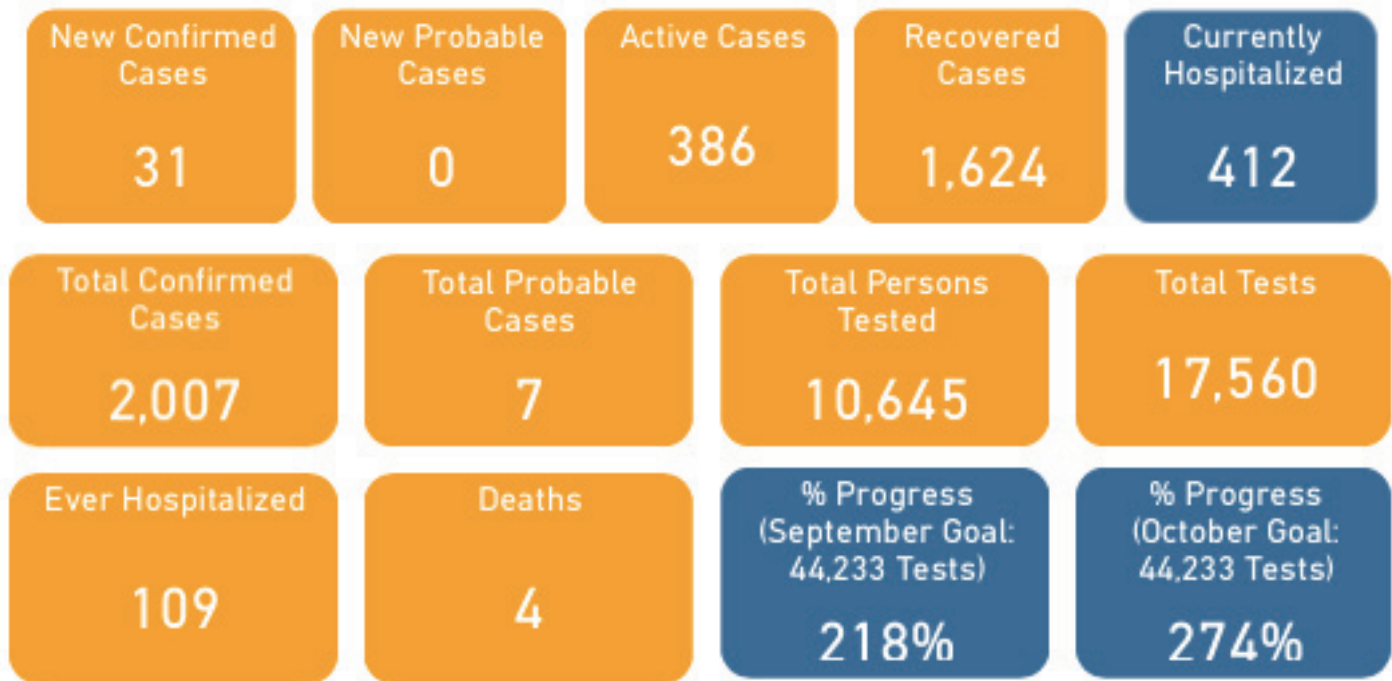 New Confirmed
Cases
31
New Probable
Cases
0
Active Cases
386
Recovered
Cases
1,624
Currently
Hospitalized
412
Total Confirmed
Cases
2,007
Total Probable
Cases
7
Total Persons
Tested
10,645
Total Tests
17,560
Ever Hospitalized
109
Deaths
4
% Progress
(September Goal:
44,233 Tests)
218%
% Progress
(October Goal:
44,233 Tests)
274%